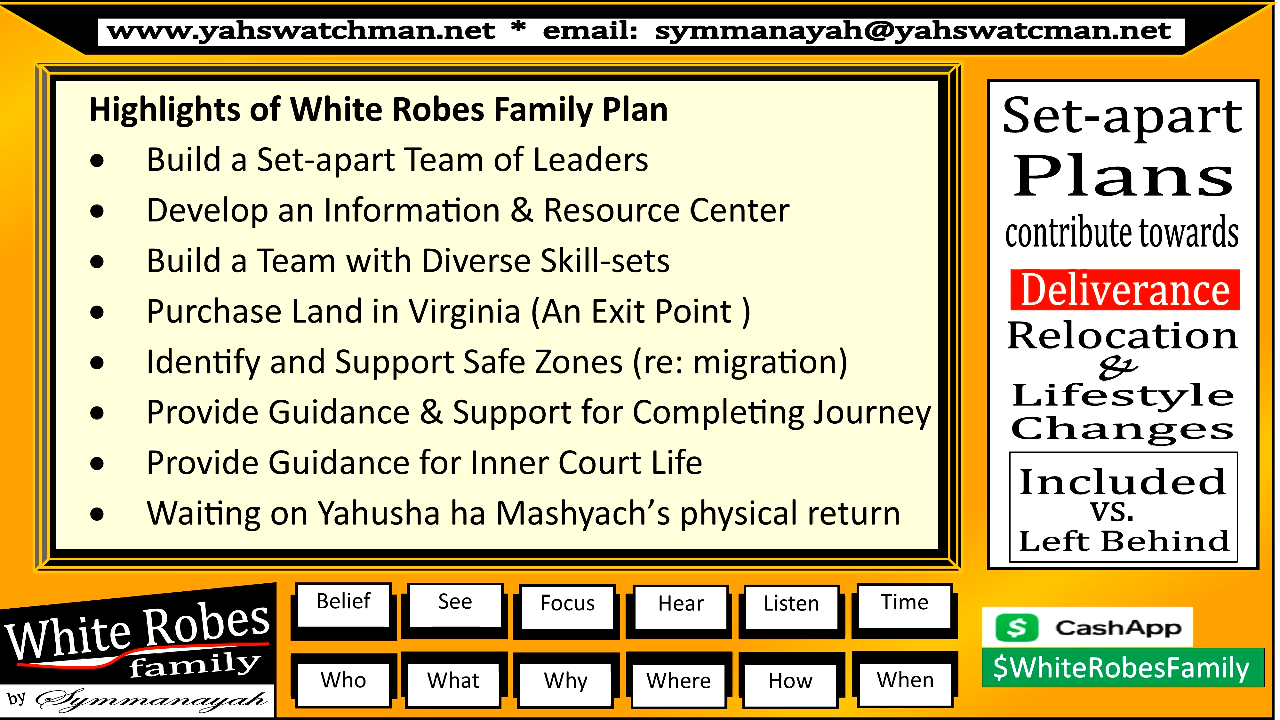 www.yahswatchman.net * email: symmanayah@yahswatcman.net
Highlights of White Robes Family Plan
• Build a Set-apart Team of Leaders
• Develop an Information & Resource Center
• Build a Team with Diverse Skill-sets
• Purchase Land in Virginia (An Exit Point )
• Identify and Support Safe Zones (re: migration)
• Provide Guidance & Support for Completing Journey
• Provide Guidance for Inner Court Life
• Waiting on Yahusha ha Mashyach's physical return
Set-apart
Plans
contribute towards
Deliverance
Relocation
&
Lifestyle
Changes
Included
vs.
Left Behind
White Robes
family
by Symmanayah
Belief See Focus Hear Listen Time
Who What Why Where How When
$ CashApp
$WhiteRobesFamily